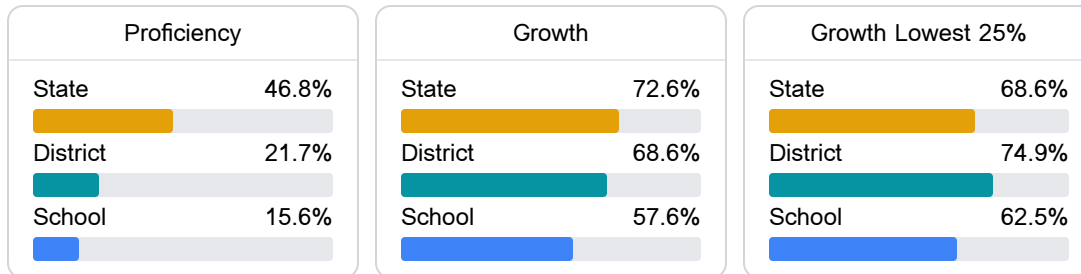 Proficiency
State 46.8%
District 21.7%
School 15.6%
Growth
State 72.6%
District 68.6%
School 57.6%
Growth Lowest 25%
State 68.6%
District 74.9%
School 62.5%